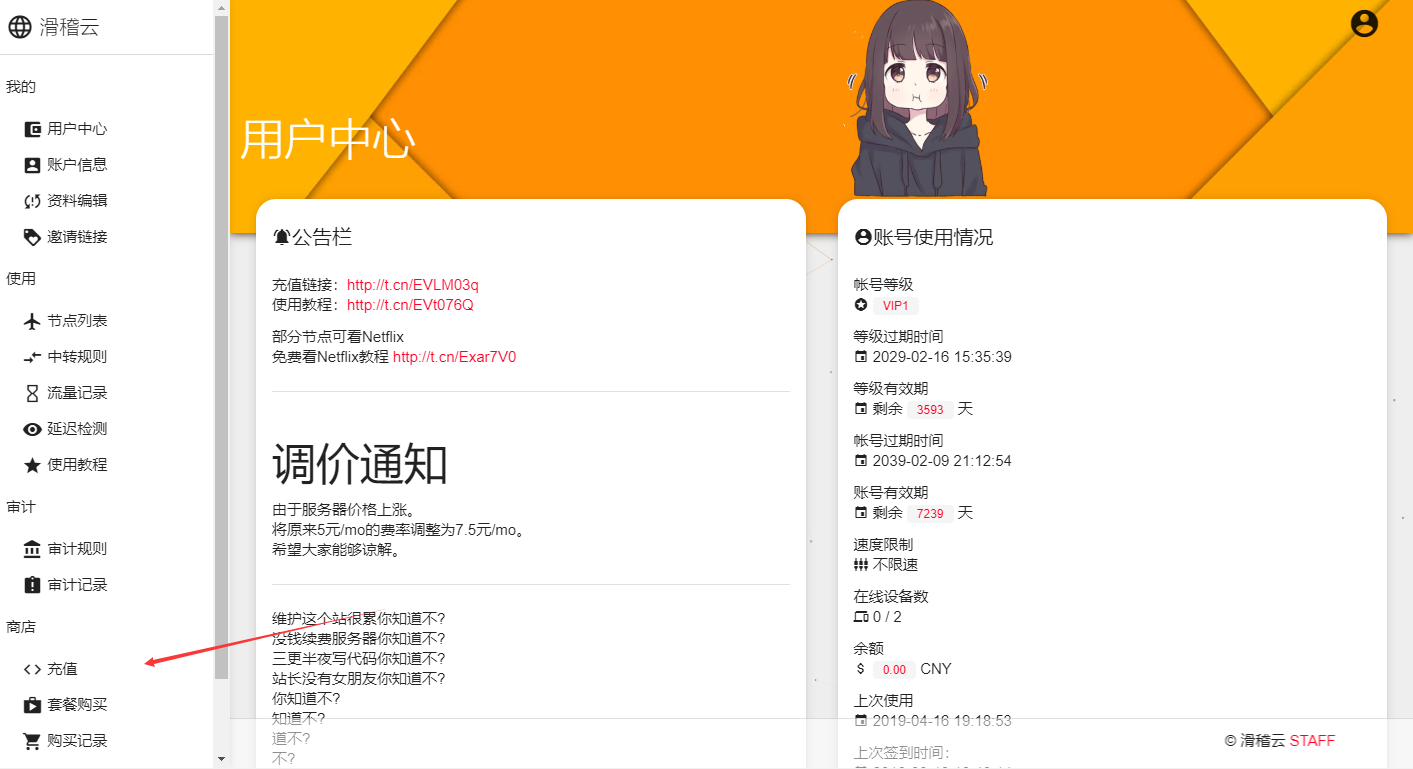 滑稽云
我的
用户中心
账户信息
资料编辑
邀请链接
使用
节点列表
中转规则
流量记录
延迟检测
使用教程
审计
审计规则
审计记录
商店
充值
套餐购买
购买记录
用户中心
公告栏
充值链接：http://t.cn/EVLM03q
使用教程：http://t.cn/EVt076Q
部分节点可看Netflix
免费看Netflix教程 http://t.cn/Exar7V0
调价通知
由于服务器价格上涨。
将原来5元/mo的费率调整为7.5元/mo。
希望大家能够谅解。
维护这个站很累你知道不?
没钱续费服务器你知道不?
三更半夜写代码你知道不?
站长没有女朋友你知道不?
你知道不?
知道不?
道不?
不?
账号使用情况
帐号等级
VIP1
等级过期时间
2029-02-16 15:35:39
等级有效期
剩余 3593 天
帐号过期时间
2039-02-09 21:12:54
账号有效期
剩余 7239 天
速度限制
不限速
在线设备数
0 / 2
余额
$ 0.00 CNY
上次使用
2019-04-16 19:18:53
上次签到时间：
© 滑稽云 STAFF